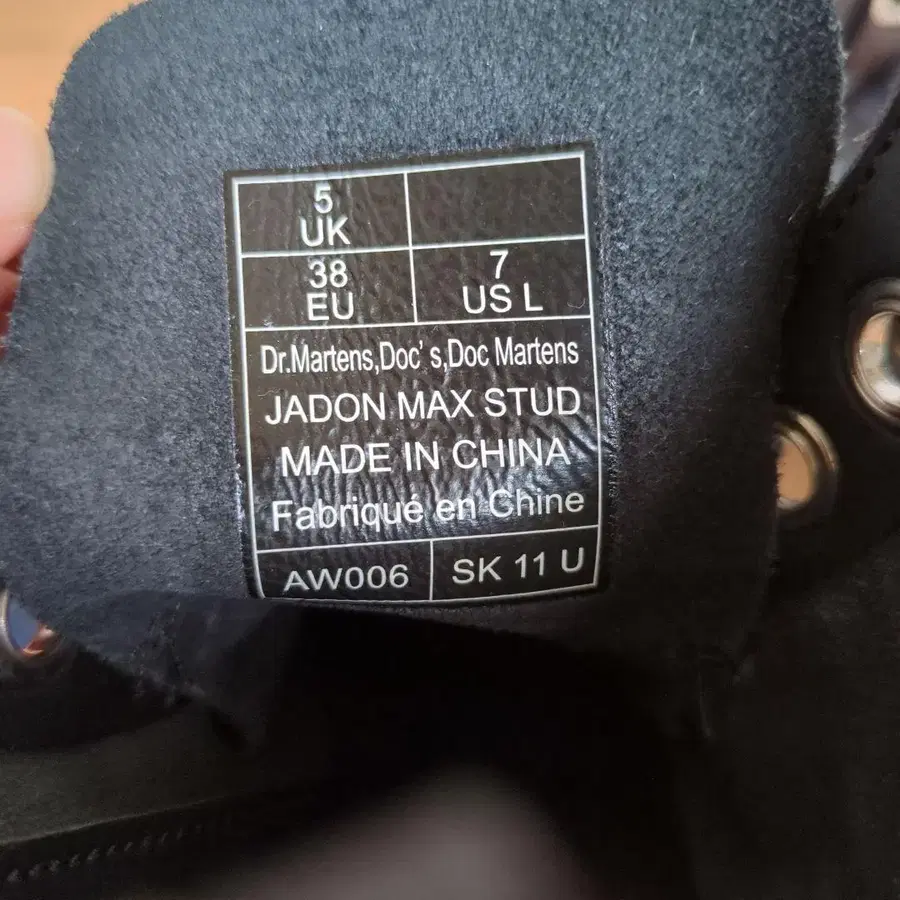 5
UK
38
EU
7
US L
Dr.Martens,Doc's,Doc Martens
JADON MAX STUD
MADE IN CHINA
Fabriqué en Chine
AW006
SK 11 U